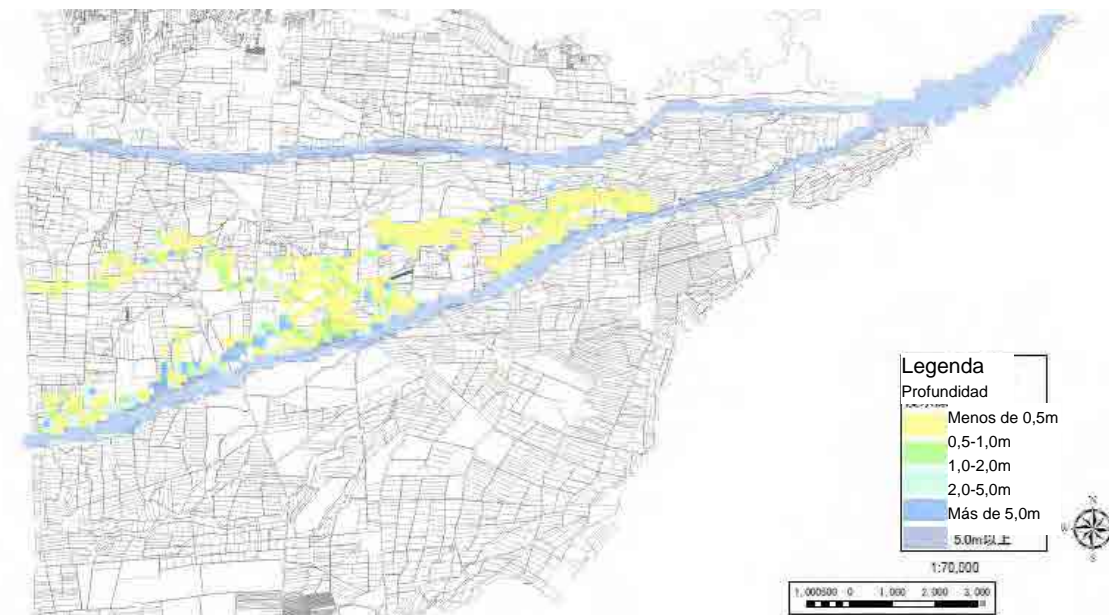 Legenda
Profundidad
Menos de 0,5m
0,5-1,0m
1,0-2,0m
2,0-5,0m
Más de 5,0m
5.0m以上
N
W
S
1:70,000
1,000500 0 1,000 2,000 3,000